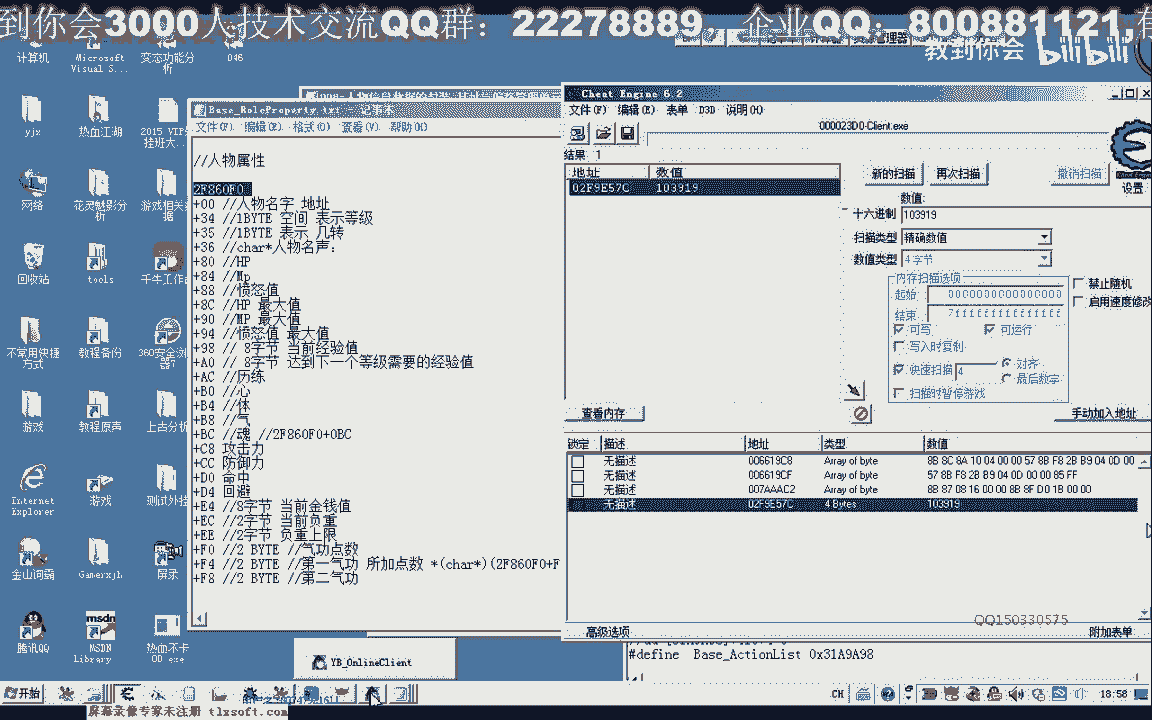 到你会3000人技术交流QQ群：22278889，企业QQ：800881121,有
教到你会 bilibili
计算机
Microsoft Visual S...
变态功能分析
046
yjz
热血江湖
2015 VIP
挂班大..
网络
花灵魅影分析
游戏相关
据
回收站
tools
千牛工作台
不常用快捷方式
教程备份
360安全浏
器7
游戏
教程原声
上古分析
Internet Explorer
游戏
测试外挂
金山词霸
Gamerxjh
屏录
腾讯QQ
MSDN Library
热血不卡OD.exe
Base_RoleProperty.txt - 记事本
文件(F) 编辑(E) 格式(O) 查看(V) 帮助(H)
//人物属性
2F860F0
+00 //人物名字 地址
+34 //1BYTE 空间 表示等级
+35 //1BYTE 表示 几转
+36 //char*人物名声:
+80 //HP
+84 //Mp
+88 //愤怒值
+8C //HP 最大值
+90 //MP 最大值
+94 //愤怒值 最大值
+98 // 8字节 当前经验值
+A0 // 8字节 达到下一个等级需要的经验值
+AC //历练
+B0 //心
+B4 //体
+B8 //气
+BC //魂 //2F860F0+0BC
+C8 攻击力
+CC 防御力
+D0 命中
+D4 回避
+E4 //8字节 当前金钱值
+EC //2字节 当前负重
+EE //2字节 负重上限
+F0 //2 BYTE //气功点数
+F4 //2 BYTE //第一气功 所加点数 *(char*)(2F860F0+F
+F8 //2 BYTE //第二气功
Cheat Engine 6.2
文件(F) 编辑(E) 表单 D3D 说明(H)
000023D0-Client.exe
结果: 1
地址 数值
02F9E57C 103919
新的扫描 再次扫描 撤销扫描
设置
数值:
十六进制 103919
扫描类型 精确数值
数值类型 4 字节
内存扫描选项
起始 0000000000000000
结束 7fffffffffffffff
可写 可运行
写入时复制
快速扫描 4 对齐
最后数字
扫描时暂停游戏
禁止随机
启用速度修改
查看内存
手动加入地址
锁定 描述 地址 类型 数值
无描述 006619C8 Array of byte 8B 8C 8A 10 04 00 00 57 8B F8 2B B9 04 0D 00
无描述 006619CF Array of byte 57 8B F8 2B B9 04 0D 00 00 85 FF
无描述 007AAAC2 Array of byte 8B 87 08 16 00 00 8B 8F D0 1B 00 00
无描述 02F9E57C 4 Bytes 103919
QQ150330575
高级选项 附加表单
#define Base_ActionList 0x31A9A98
YB_OnlineClient
开始
CH
18:58
屏幕录像专家未注册 tlxsoft.com